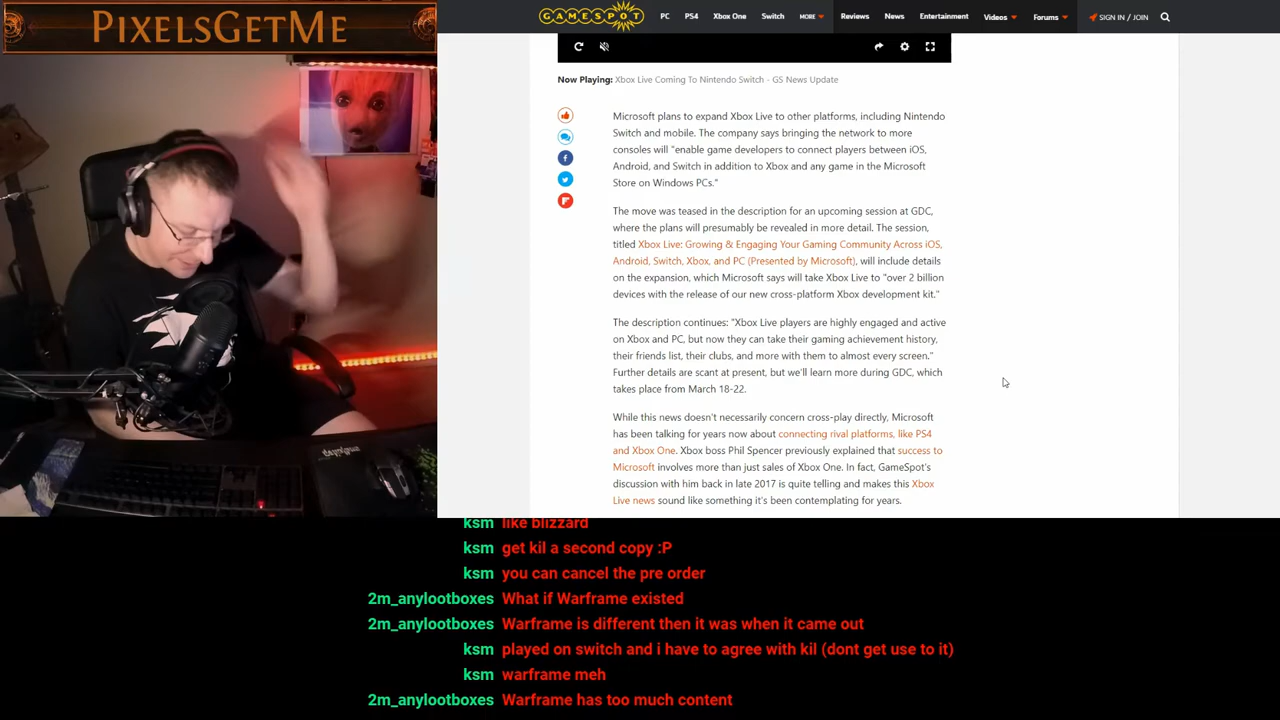 PIXELSGETME
GAMESPOT
PC PS4 Xbox One Switch MORE Reviews News Entertainment Videos Forums SIGN IN / JOIN
Now Playing: Xbox Live Coming To Nintendo Switch - GS News Update
Microsoft plans to expand Xbox Live to other platforms, including Nintendo
Switch and mobile. The company says bringing the network to more
consoles will "enable game developers to connect players between iOS,
Android, and Switch in addition to Xbox and any game in the Microsoft
Store on Windows PCs."
The move was teased in the description for an upcoming session at GDC,
where the plans will presumably be revealed in more detail. The session,
titled Xbox Live: Growing & Engaging Your Gaming Community Across iOS,
Android, Switch, Xbox, and PC (Presented by Microsoft), will include details
on the expansion, which Microsoft says will take Xbox Live to "over 2 billion
devices with the release of our new cross-platform Xbox development kit."
The description continues: "Xbox Live players are highly engaged and active
on Xbox and PC, but now they can take their gaming achievement history,
their friends list, their clubs, and more with them to almost every screen."
Further details are scant at present, but we'll learn more during GDC, which
takes place from March 18-22.
While this news doesn't necessarily concern cross-play directly, Microsoft
has been talking for years now about connecting rival platforms, like PS4
and Xbox One. Xbox boss Phil Spencer previously explained that success to
Microsoft involves more than just sales of Xbox One. In fact, GameSpot's
discussion with him back in late 2017 is quite telling and makes this Xbox
Live news sound like something it's been contemplating for years.
ksm like blizzard
ksm get kil a second copy :P
ksm you can cancel the pre order
2m_anylootboxes What if Warframe existed
2m_anylootboxes Warframe is different then it was when it came out
ksm played on switch and i have to agree with kil (dont get use to it)
ksm warframe meh
2m_anylootboxes Warframe has too much content